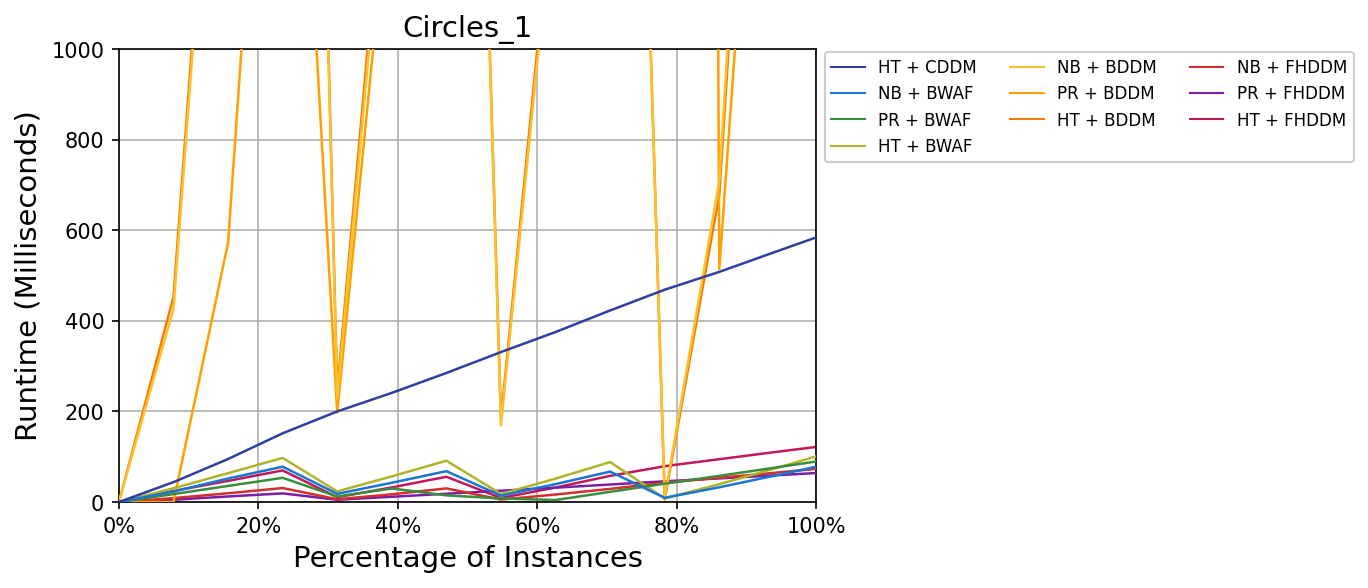 Circles_1
1000
800
600
400
200
0
Runtime (Milliseconds)
0%
20%
40%
60%
80%
100%
Percentage of Instances
HT + CDDM
NB + BWAF
PR + BWAF
HT + BWAF
NB + BDDM
PR + BDDM
HT + BDDM
NB + FHDDM
PR + FHDDM
HT + FHDDM